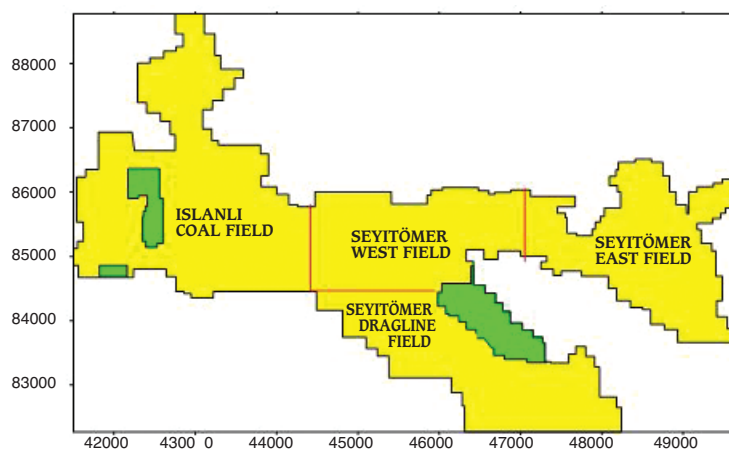 88000
87000
86000
85000
84000
83000
ISLANLI
COAL FIELD
SEYITÖMER
WEST FIELD
SEYITÖMER
EAST FIELD
SEYITÖMER
DRAGLINE
FIELD
42000 4300 0 44000 45000 46000 47000 48000 49000